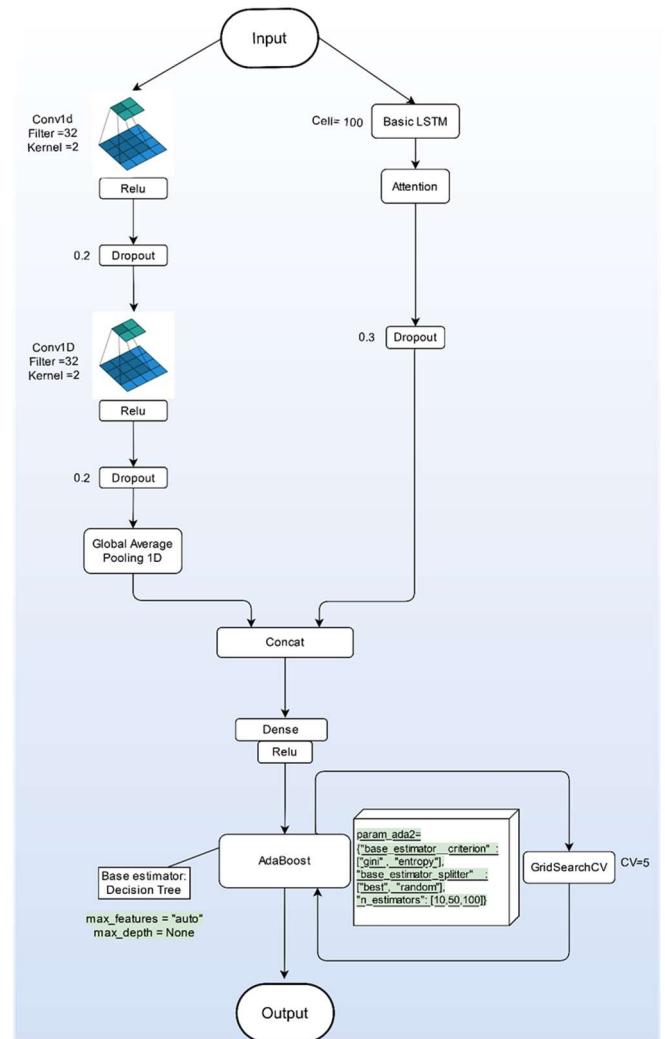 Input
Conv1d
Filter =32
Kernel =2
Relu
0.2
Dropout
Conv1D
Filter =32
Kernel =2
Relu
0.2
Dropout
Global Average
Pooling 1D
Cell= 100
Basic LSTM
Attention
0.3
Dropout
Concat
Dense
Relu
AdaBoost
Base estimator:
Decision Tree
max_features = "auto"
max_depth = None
param_ada2=
{"base_estimator__criterion" :
["gini" , "entropy"],
"base_estimator_splitter" :
["best", "random"],
"n_estimators": [10,50,100]}
GridSearchCV
CV=5
Output